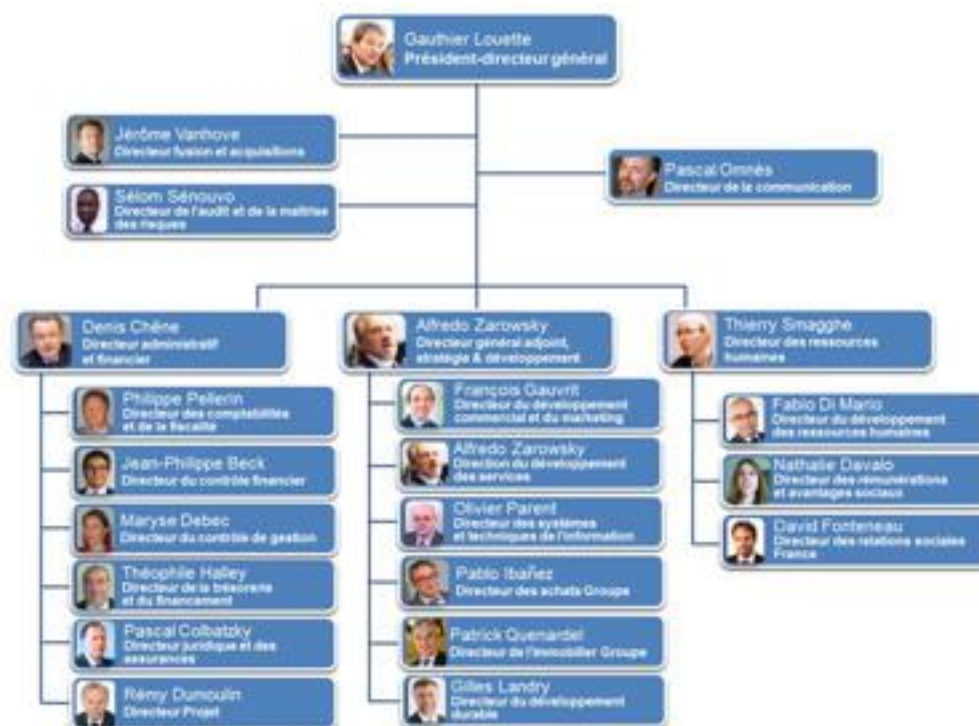 Gauthier Louette
Président-directeur général
Jérôme Vanhove
Directeur fusion et acquisitions
Pascal Omnès
Directeur de la communication
Sélom Sénouvo
Directeur de l'audit et de la maîtrise
des risques
Denis Chêne
Directeur administratif
et financier
Philippe Pellerin
Directeur des comptabilités
et de la fiscalité
Jean-Philippe Beck
Directeur du contrôle financier
Maryse Debec
Directeur du contrôle de gestion
Théophile Halley
Directeur de la trésorerie
et du financement
Pascal Colbatzky
Directeur juridique et des
assurances
Rémy Dumoulin
Directeur Projet
Alfredo Zarowsky
Directeur général adjoint,
stratégie & développement
François Gauvrit
Directeur du développement
commercial et du marketing
Alfredo Zarowsky
Direction du développement
des services
Olivier Parent
Directeur des systèmes
et techniques de l'information
Pablo Ibañez
Directeur des achats Groupe
Patrick Quenardel
Directeur de l'immobilier Groupe
Gilles Landry
Directeur du développement
durable
Thierry Smagghe
Directeur des ressources
humaines
Fabio Di Mario
Directeur du développement
des ressources humaines
Nathalie Davalo
Directeur des rémunérations
et avantages sociaux
David Fonteneau
Directeur des relations sociales
France